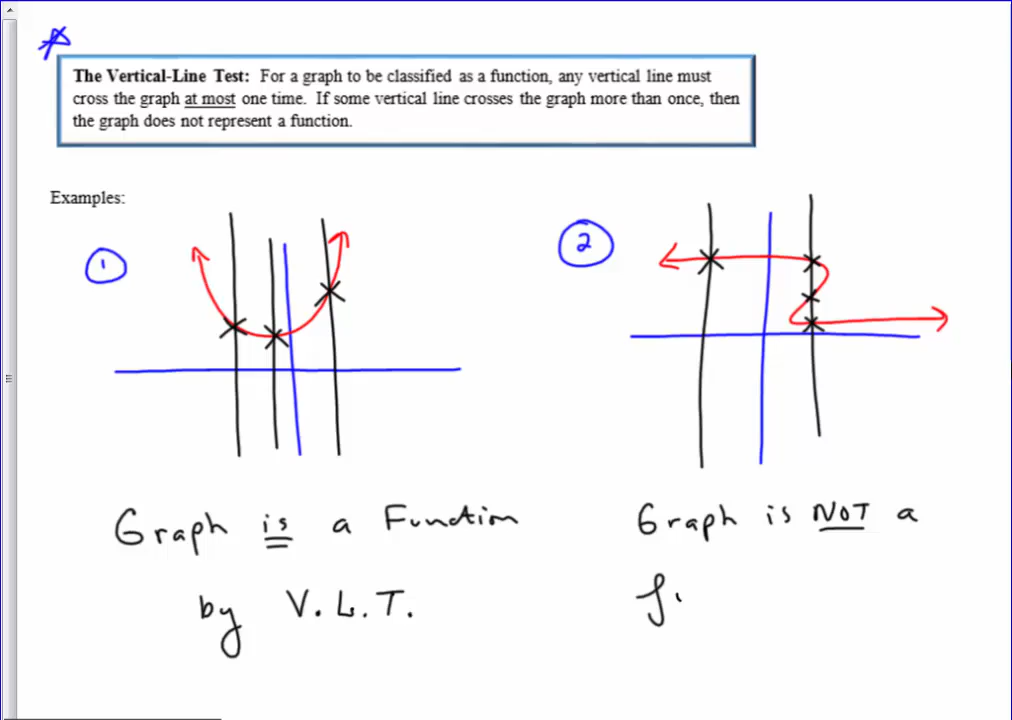 The Vertical-Line Test: For a graph to be classified as a function, any vertical line must
cross the graph at most one time. If some vertical line crosses the graph more than once, then
the graph does not represent a function.
Examples:
1
2
Graph is a Function
by V.L.T.
Graph is NOT a